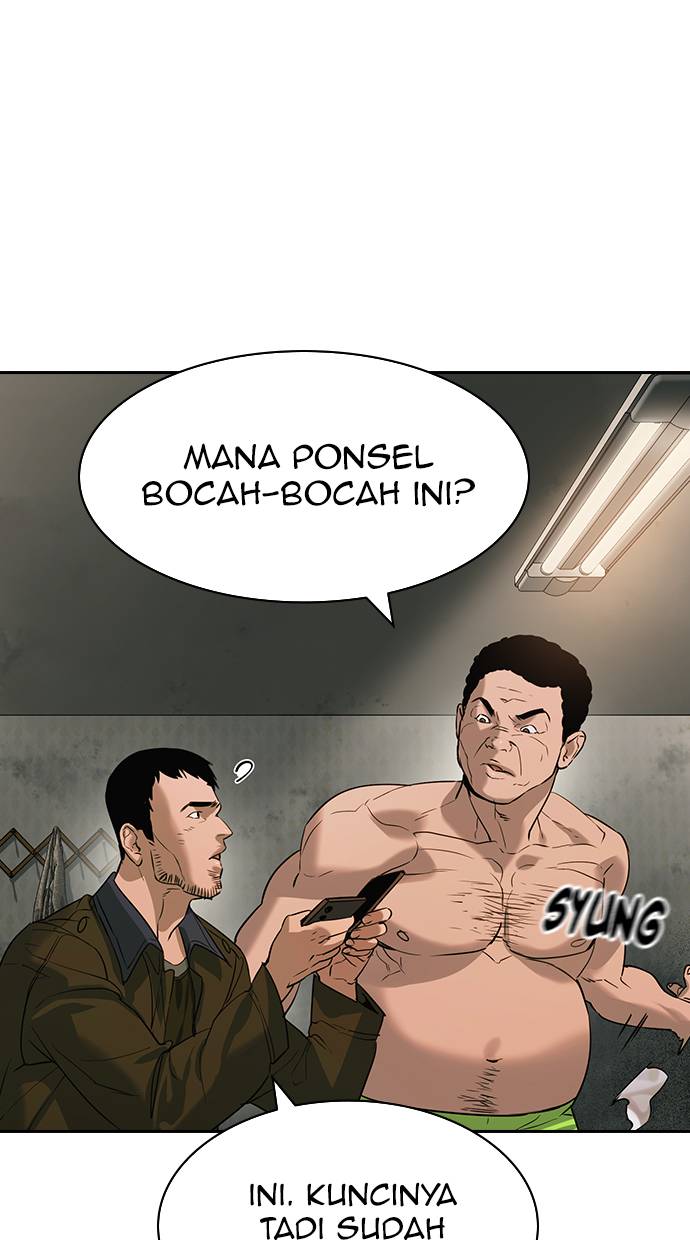 MANA PONSEL
BOCAH-BOCAH INI?
SYUNG
INI. KUNCINYA
TADI SUDAH